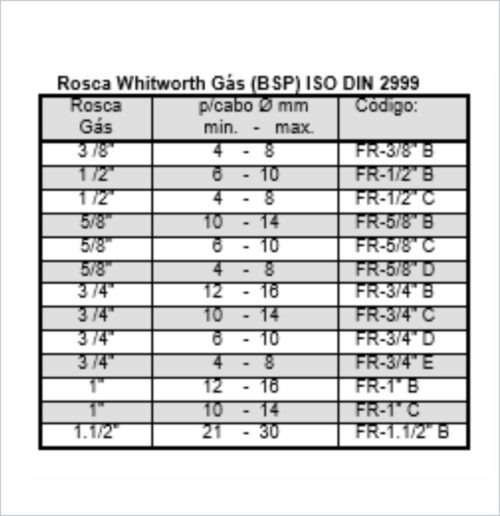 Rosca Whitworth Gás (BSP) ISO DIN 2999
Rosca Gás p/cabo Ø mm min. - max. Código:
3 /8" 4 - 8 FR-3/8" B
1 /2" 6 - 10 FR-1/2" B
1 /2" 4 - 8 FR-1/2" C
5/8" 10 - 14 FR-5/8" B
5/8" 6 - 10 FR-5/8" C
5/8" 4 - 8 FR-5/8" D
3 /4" 12 - 16 FR-3/4" B
3 /4" 10 - 14 FR-3/4" C
3 /4" 6 - 10 FR-3/4" D
3 /4" 4 - 8 FR-3/4" E
1" 12 - 16 FR-1" B
1" 10 - 14 FR-1" C
1.1/2" 21 - 30 FR-1.1/2" B